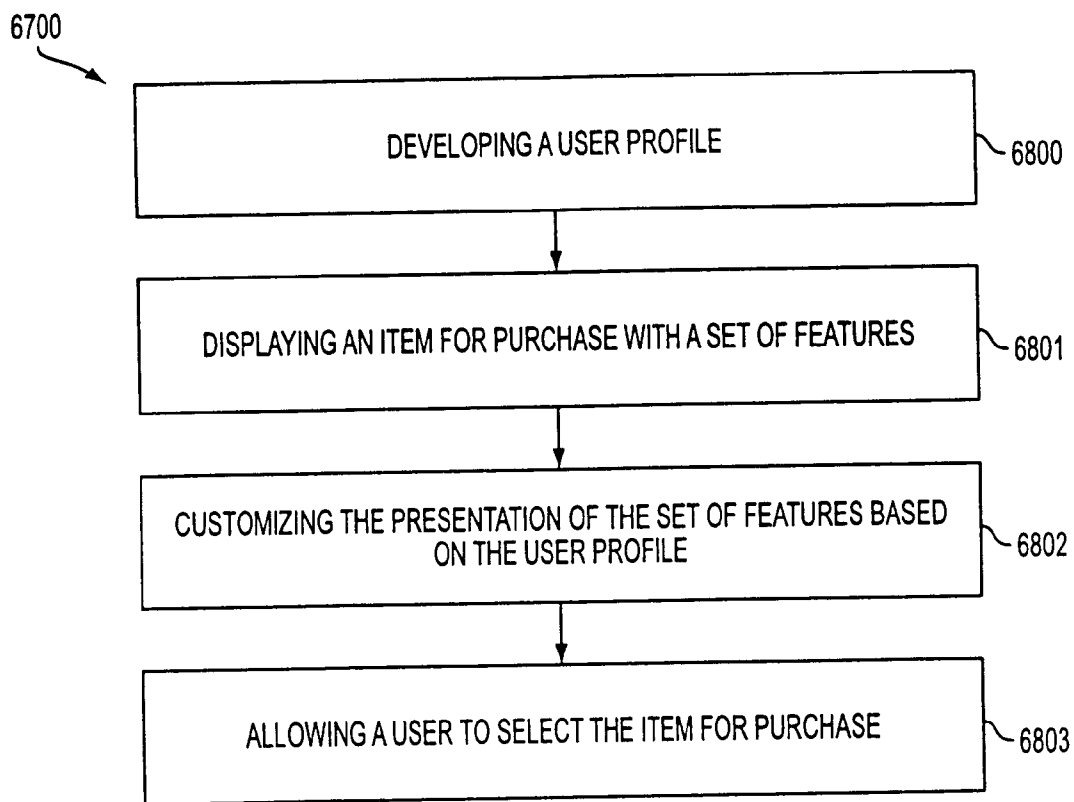 6700
DEVELOPING A USER PROFILE
6800
DISPLAYING AN ITEM FOR PURCHASE WITH A SET OF FEATURES
6801
CUSTOMIZING THE PRESENTATION OF THE SET OF FEATURES BASED
ON THE USER PROFILE
6802
ALLOWING A USER TO SELECT THE ITEM FOR PURCHASE
6803